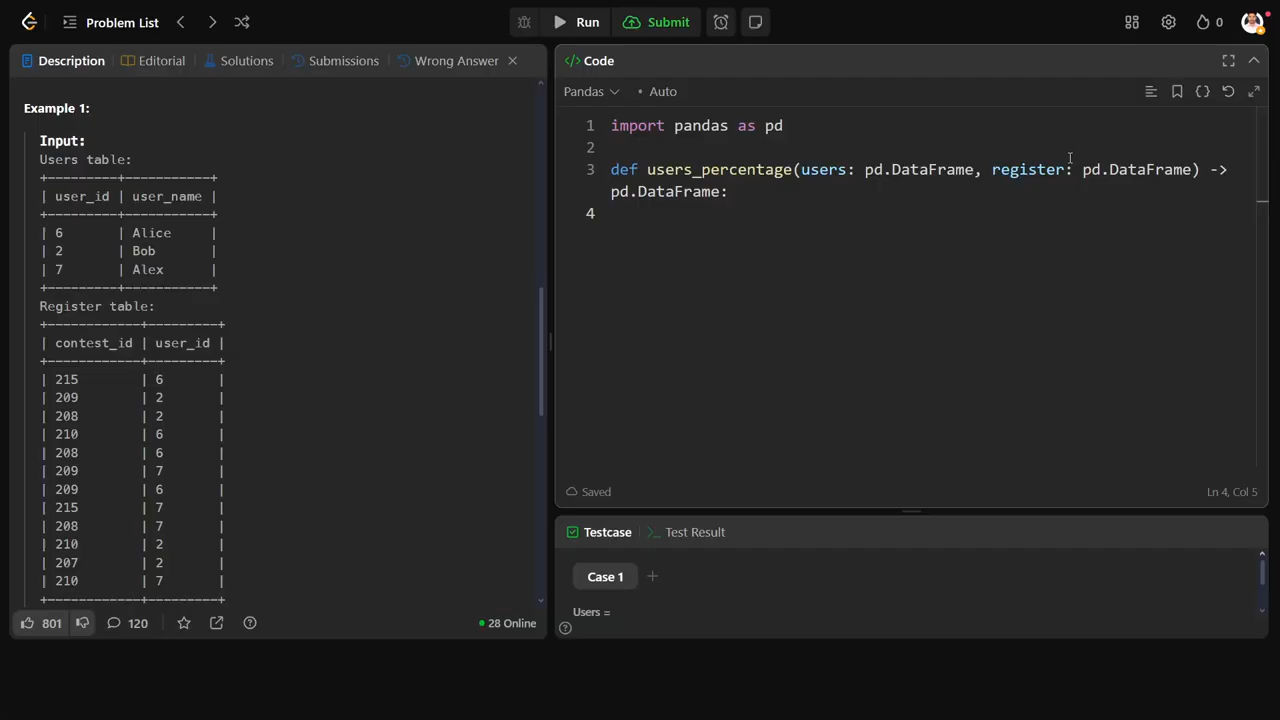 Problem List
Run
Submit
0
Description
Editorial
Solutions
Submissions
Wrong Answer
Example 1:
Input:
Users table:
+---------+-----------+
| user_id | user_name |
+---------+-----------+
| 6       | Alice     |
| 2       | Bob       |
| 7       | Alex      |
+---------+-----------+
Register table:
+------------+---------+
| contest_id | user_id |
+------------+---------+
| 215        | 6       |
| 209        | 2       |
| 208        | 2       |
| 210        | 6       |
| 208        | 6       |
| 209        | 7       |
| 209        | 6       |
| 215        | 7       |
| 208        | 7       |
| 210        | 2       |
| 207        | 2       |
| 210        | 7       |
+------------+---------+
801
120
28 Online
</> Code
Pandas
Auto
1 import pandas as pd
2
3 def users_percentage(users: pd.DataFrame, register: pd.DataFrame) ->
pd.DataFrame:
4
Saved
Ln 4, Col 5
Testcase
>_ Test Result
Case 1
+
Users =